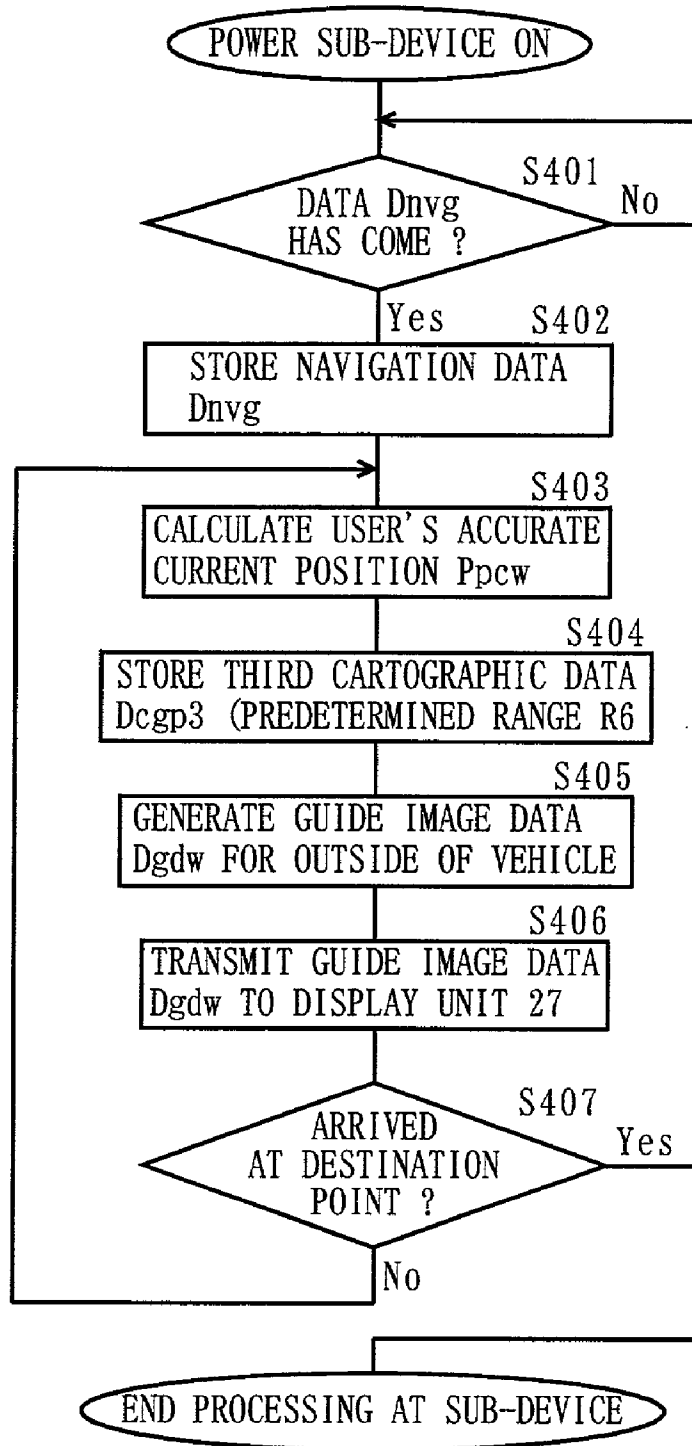 POWER SUB-DEVICE ON
S401
DATA Dnvg
No
HAS COME ?
Yes
S402
STORE NAVIGATION DATA
Dnvg
S403
CALCULATE USER'S ACCURATE
CURRENT POSITION Ppcw
S404
STORE THIRD CARTOGRAPHIC DATA
Dcgp3 (PREDETERMINED RANGE R6
S405
GENERATE GUIDE IMAGE DATA
Dgdw FOR OUTSIDE OF VEHICLE
S406
TRANSMIT GUIDE IMAGE DATA
Dgdw TO DISPLAY UNIT 27
S407
ARRIVED
Yes
AT DESTINATION
POINT ?
No
END PROCESSING AT SUB-DEVICE